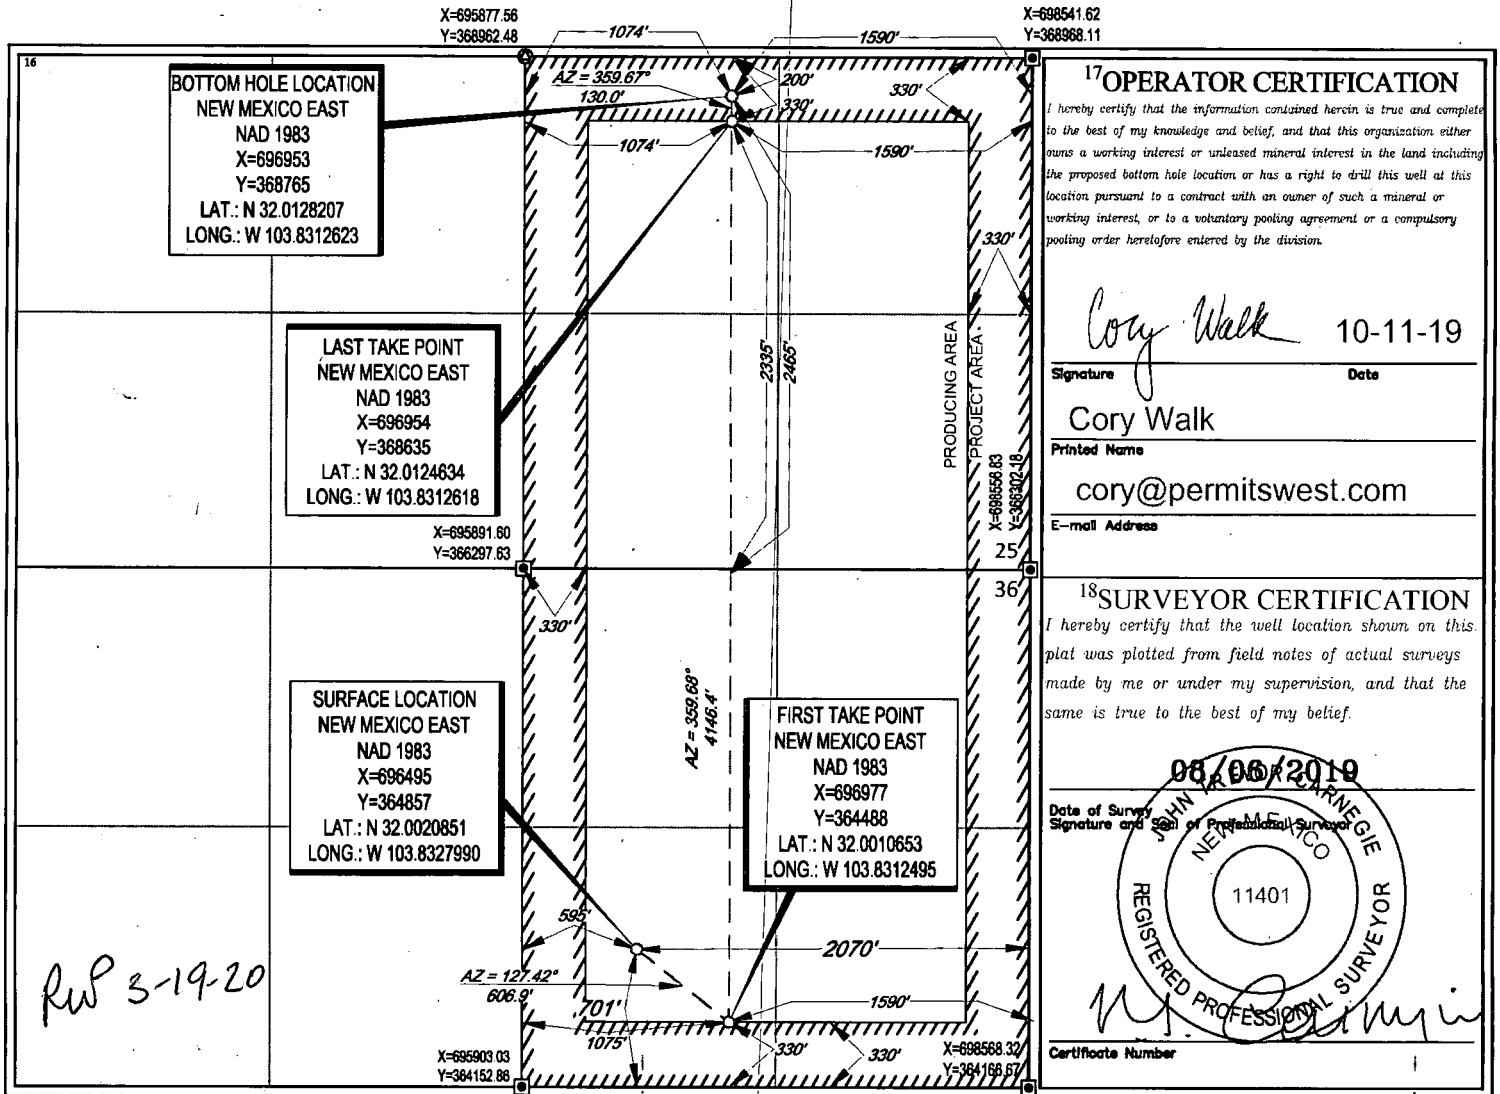 X=695877.56
Y=368962.48
X=698541.62
Y=368968.11
16
1074'
1590'
AZ = 359.67°
130.0'
200'
330'
330'
1074'
1590'
BOTTOM HOLE LOCATION
NEW MEXICO EAST
NAD 1983
X=696953
Y=368765
LAT.: N 32.0128207
LONG.: W 103.8312623
330'
LAST TAKE POINT
NEW MEXICO EAST
NAD 1983
X=696954
Y=368635
LAT.: N 32.0124634
LONG.: W 103.8312618
2335'
2465'
PRODUCING AREA
PROJECT AREA
X=695891.60
Y=366297.63
X=698558.83
Y=366302.18
25
36
330'
AZ = 359.68°
4146.4'
SURFACE LOCATION
NEW MEXICO EAST
NAD 1983
X=696495
Y=364857
LAT.: N 32.0020851
LONG.: W 103.8327990
FIRST TAKE POINT
NEW MEXICO EAST
NAD 1983
X=696977
Y=364488
LAT.: N 32.0010653
LONG.: W 103.8312495
595'
2070'
AZ = 127.42°
606.9'
701'
1590'
1075'
330'
330'
X=695903.03
Y=364152.86
X=698568.32
Y=364166.67
RWP 3-19-20
17 OPERATOR CERTIFICATION
I hereby certify that the information contained herein is true and complete
to the best of my knowledge and belief, and that this organization either
owns a working interest or unleased mineral interest in the land including
the proposed bottom hole location or has a right to drill this well at this
location pursuant to a contract with an owner of such a mineral or
working interest, or to a voluntary pooling agreement or a compulsory
pooling order heretofore entered by the division.
Cory Walk 10-11-19
Signature Date
Cory Walk
Printed Name
cory@permitswest.com
E-mail Address
18 SURVEYOR CERTIFICATION
I hereby certify that the well location shown on this
plat was plotted from field notes of actual surveys
made by me or under my supervision, and that the
same is true to the best of my belief.
08/06/2019
Date of Survey
Signature and Seal of Professional Surveyor
JOHN TRENOR CARNEGIE
NEW MEXICO
11401
REGISTERED PROFESSIONAL SURVEYOR
Certificate Number